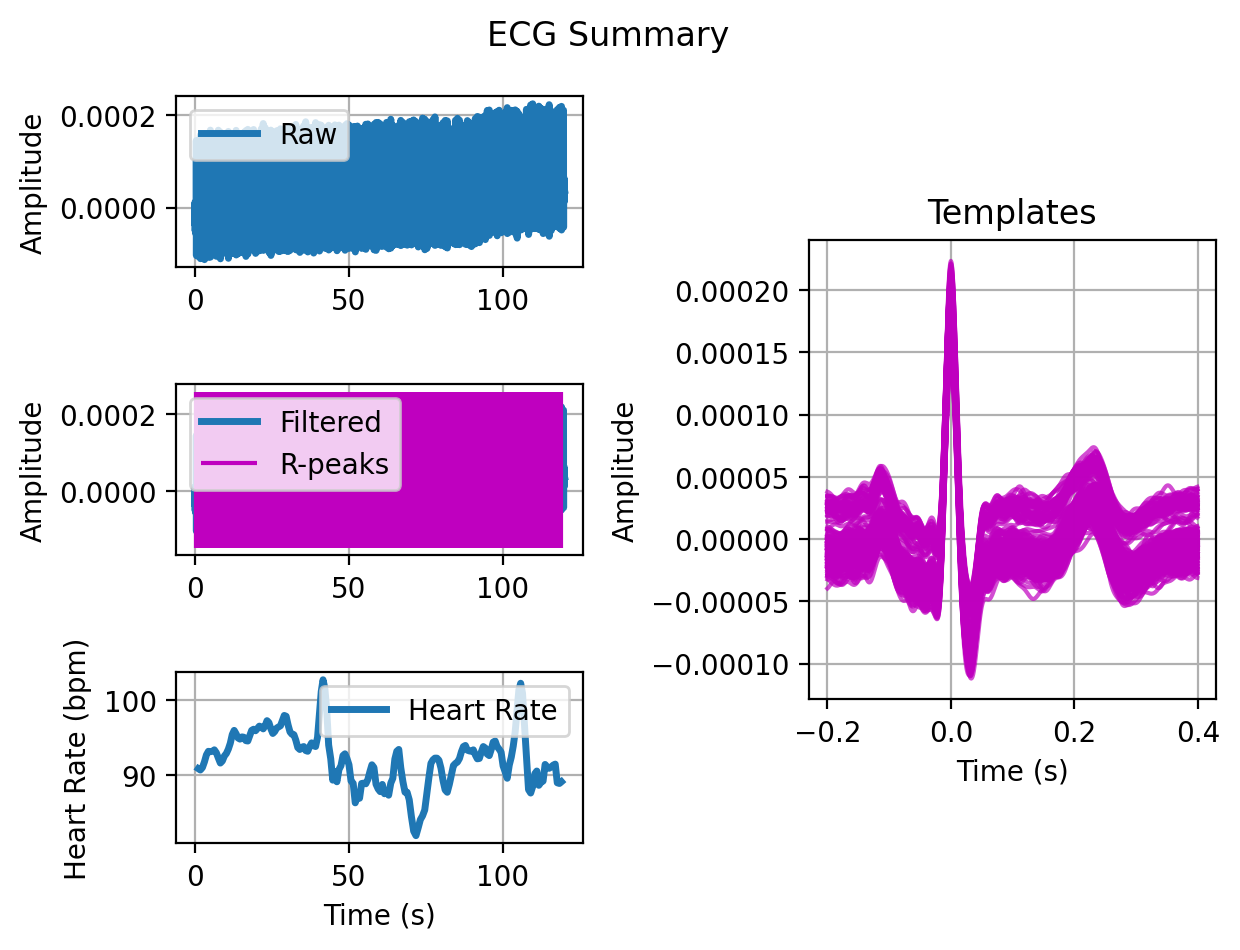 ECG Summary
Amplitude
0.0002
0.0000
Raw
0
50
100
Amplitude
0.0002
0.0000
Filtered
R-peaks
0
50
100
Heart Rate (bpm)
100
90
Heart Rate
0
50
100
Time (s)
Templates
Amplitude
0.00020
0.00015
0.00010
0.00005
0.00000
−0.00005
−0.00010
−0.2
0.0
0.2
0.4
Time (s)